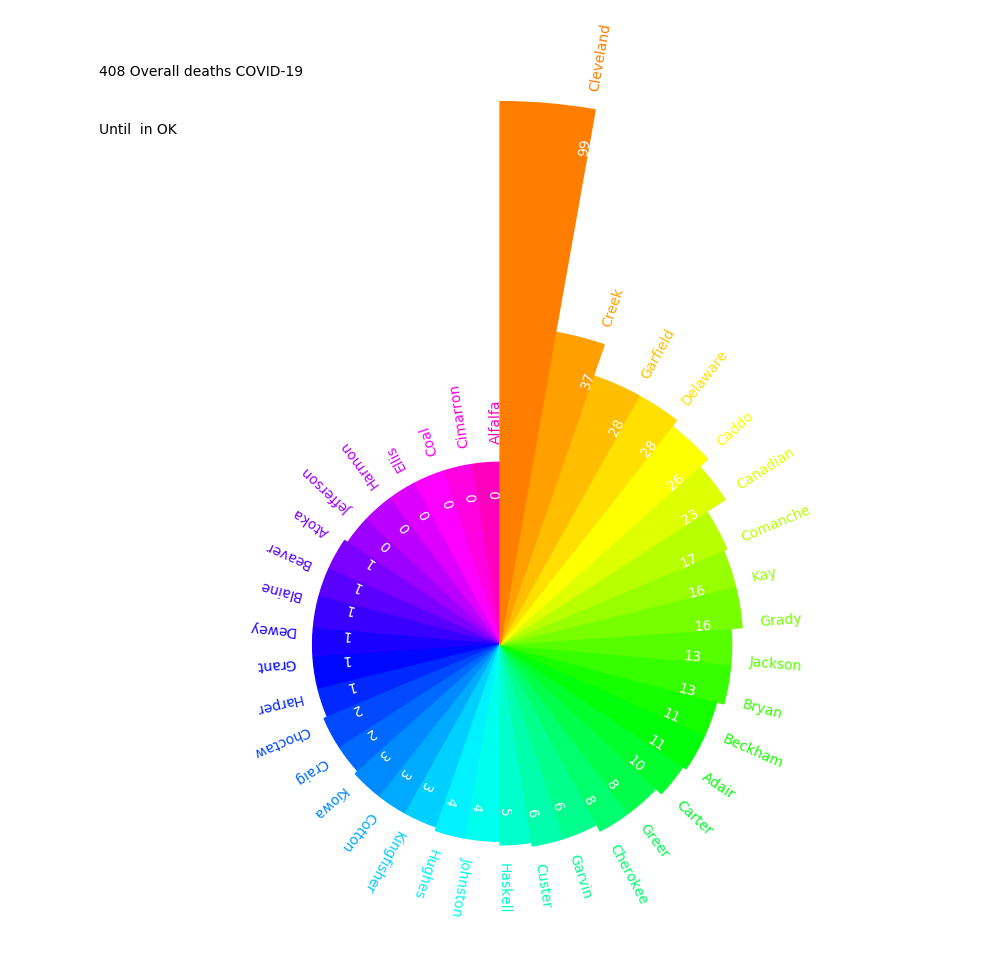 408 Overall deaths COVID-19
Until  in OK
Cleveland
99
Creek
37
Garfield
28
Delaware
28
Caddo
26
Canadian
23
Comanche
17
Kay
16
Grady
16
Jackson
13
Bryan
13
Beckham
11
Adair
11
Carter
10
Greer
8
Cherokee
8
Garvin
6
Custer
6
Haskell
5
Johnston
4
Hughes
4
Kingfisher
3
Cotton
3
Kiowa
3
Craig
2
Choctaw
2
Harper
1
Grant
1
Dewey
1
Blaine
1
Beaver
1
Atoka
1
Jefferson
0
Harmon
0
Ellis
0
Coal
0
Cimarron
0
Alfalfa
0